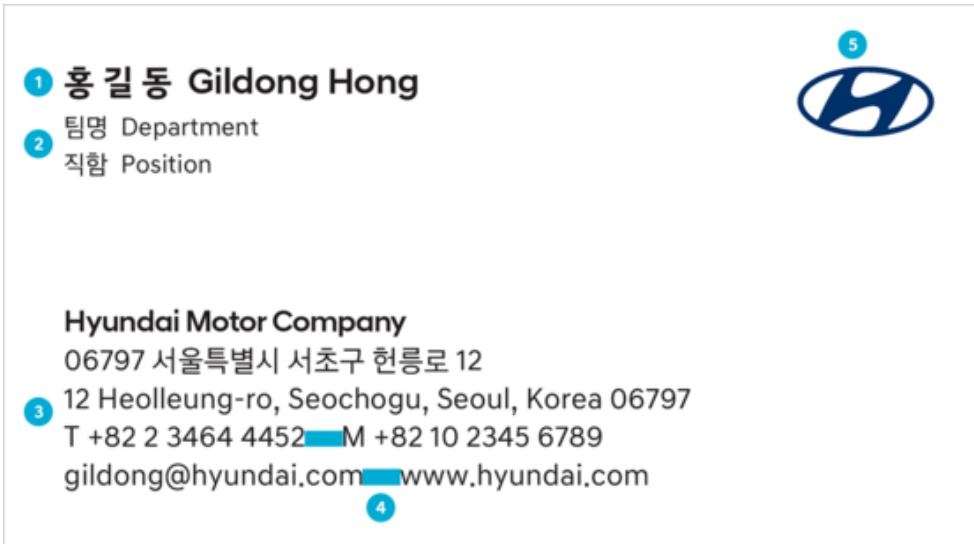 5
1 홍 길 동 Gildong Hong
2
팀명 Department
직함 Position
Hyundai Motor Company
06797 서울특별시 서초구 헌릉로 12
3
12 Heolleung-ro, Seochogu, Seoul, Korea 06797
T +82 2 3464 4452 M +82 10 2345 6789
gildong@hyundai.com www.hyundai.com
4